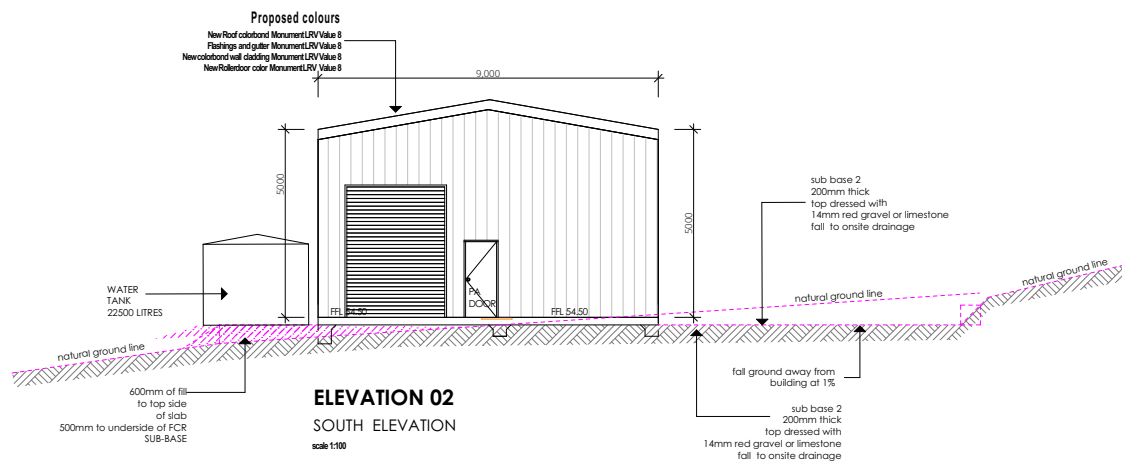 Proposed colours
New Roof colorbond Monument LRV Value 8
Flashings and gutter Monument LRV Value 8
New colorbond wall cladding Monument LRV Value 8
New Rollerdoor color Monument LRV Value 8
9,000
5000
5000
sub base 2
200mm thick
top dressed with
14mm red gravel or limestone
fall to onsite drainage
natural ground line
natural ground line
WATER
TANK
22500 LITRES
PA
DOOR
FFL 54.50
FFL 54.50
natural ground line
600mm of fill
to top side
of slab
500mm to underside of FCR
SUB-BASE
fall ground away from
building at 1%
ELEVATION 02
SOUTH ELEVATION
scale 1:100
sub base 2
200mm thick
top dressed with
14mm red gravel or limestone
fall to onsite drainage